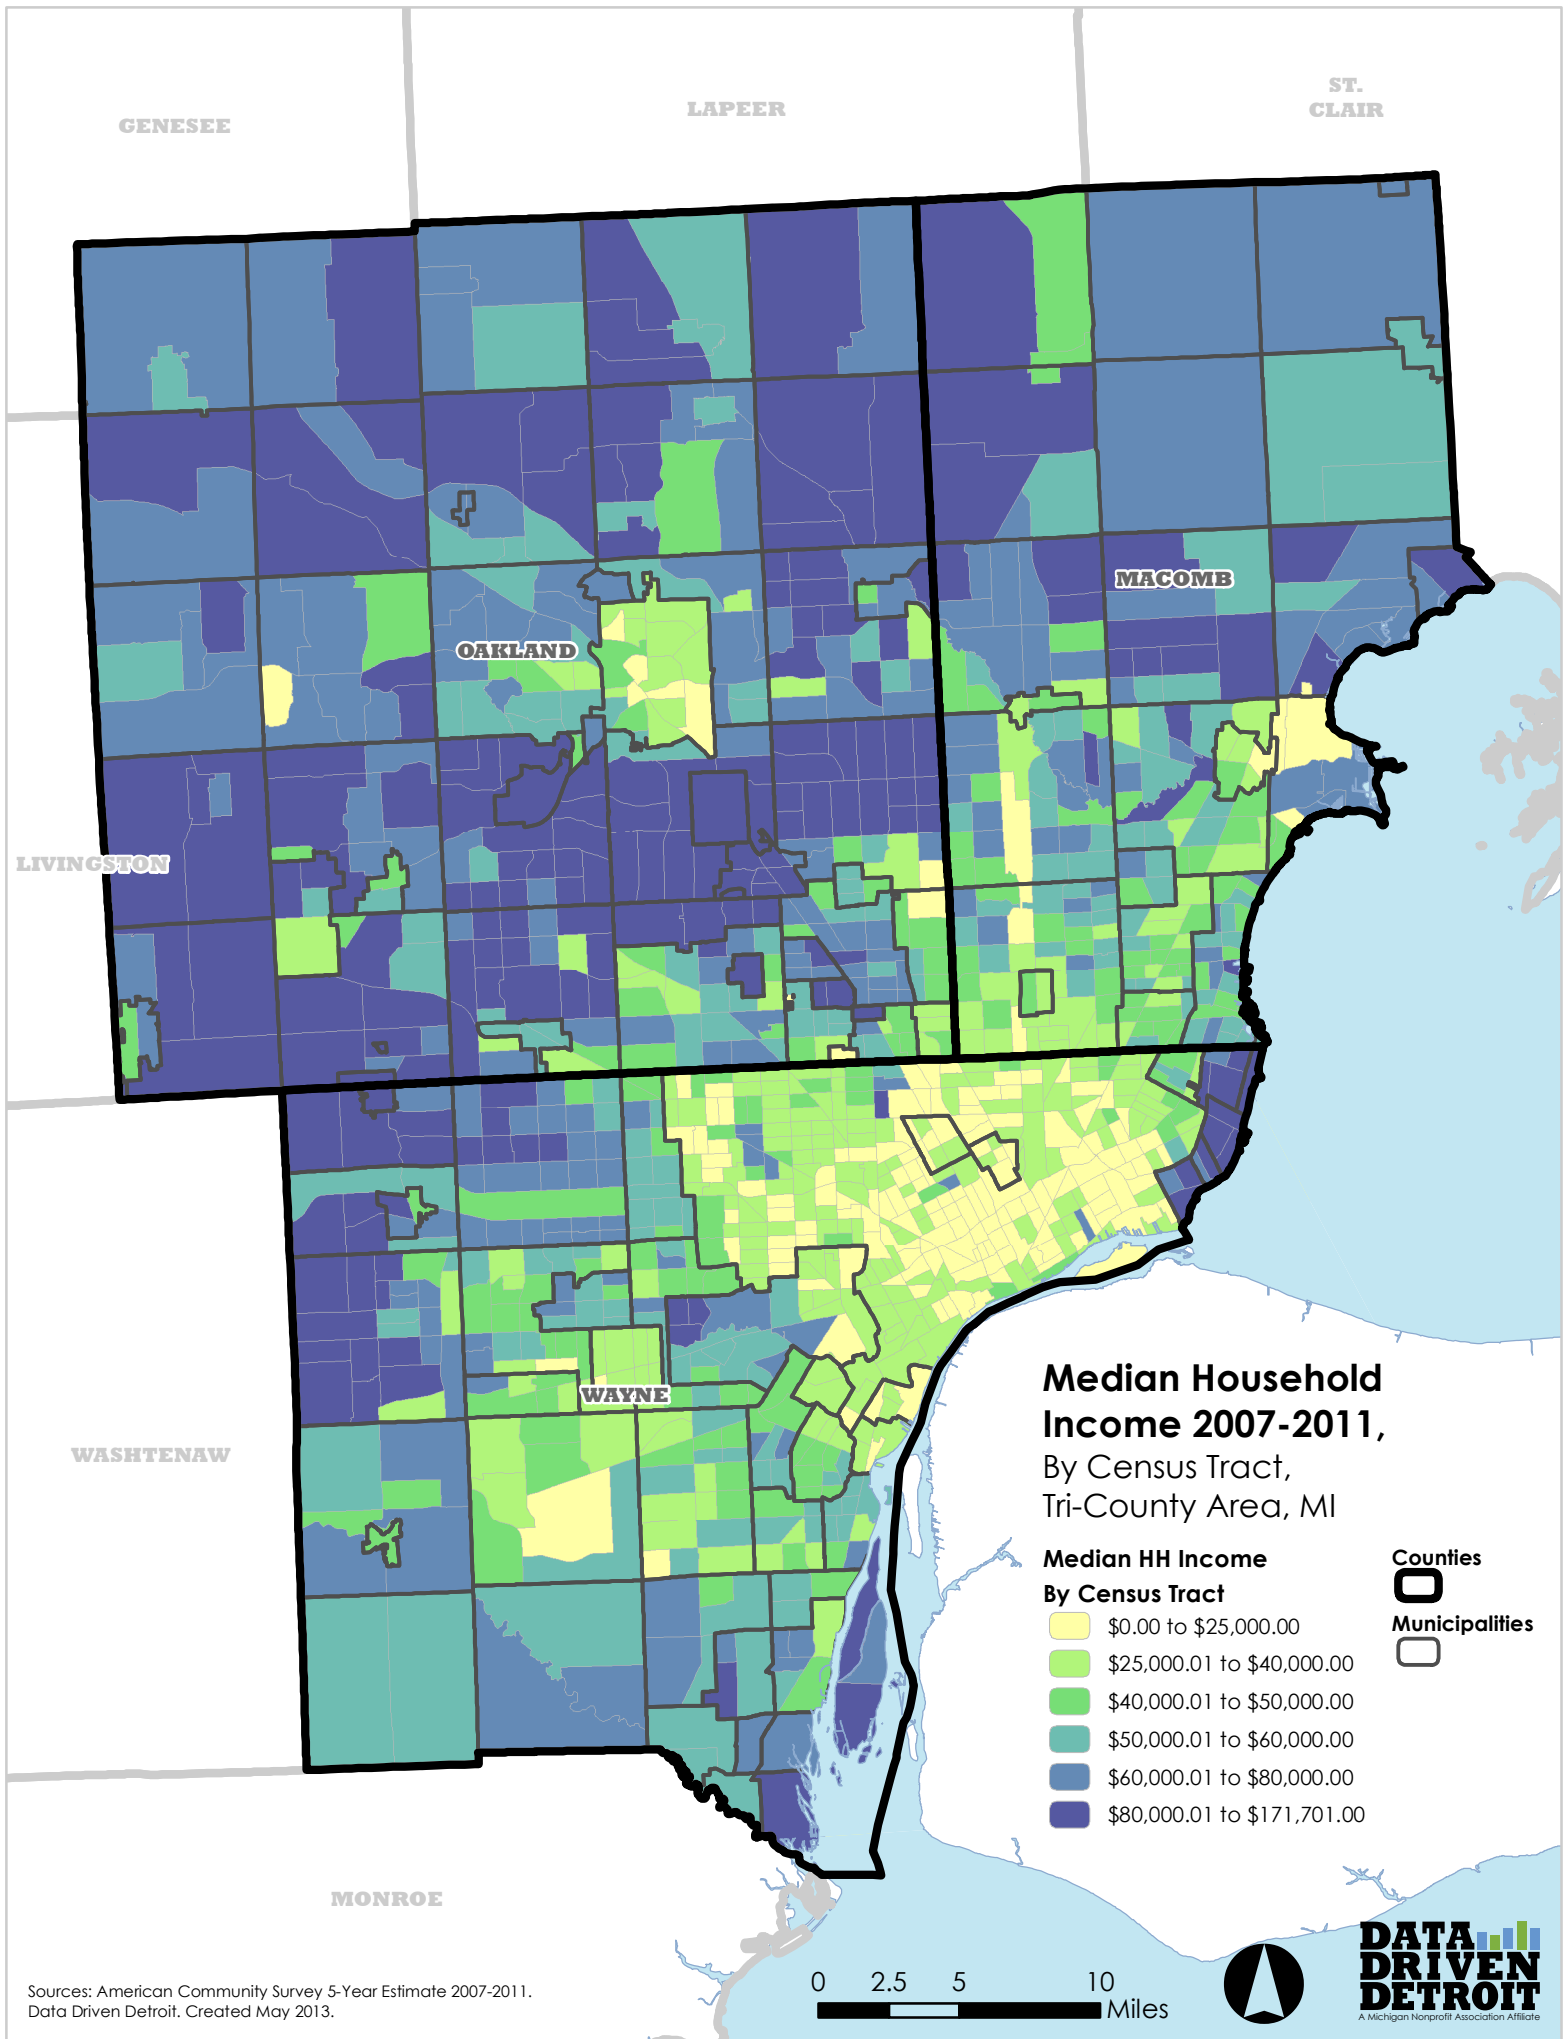 GENESEE
LAPEER
ST.
CLAIR
MACOMB
OAKLAND
LIVINGSTON
WAYNE
WASHTENAW
MONROE
Median Household
Income 2007-2011,
By Census Tract,
Tri-County Area, MI
Median HH Income
By Census Tract
$0.00 to $25,000.00
$25,000.01 to $40,000.00
$40,000.01 to $50,000.00
$50,000.01 to $60,000.00
$60,000.01 to $80,000.00
$80,000.01 to $171,701.00
Counties
Municipalities
Sources: American Community Survey 5-Year Estimate 2007-2011.
Data Driven Detroit. Created May 2013.
0 2.5 5 10
Miles
DATA
DRIVEN
DETROIT
A Michigan Nonprofit Association Affiliate